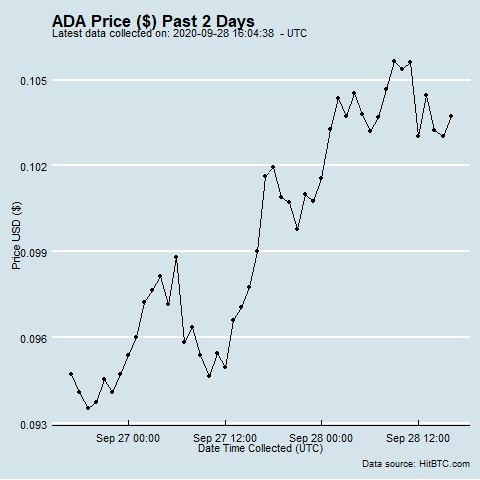 ADA Price ($) Past 2 Days
Latest data collected on: 2020-09-28 16:04:38 - UTC
0.105
0.102
0.099
0.096
0.093
Price USD ($)
Sep 27 00:00 Sep 27 12:00 Sep 28 00:00 Sep 28 12:00
Date Time Collected (UTC)
Data source: HitBTC.com